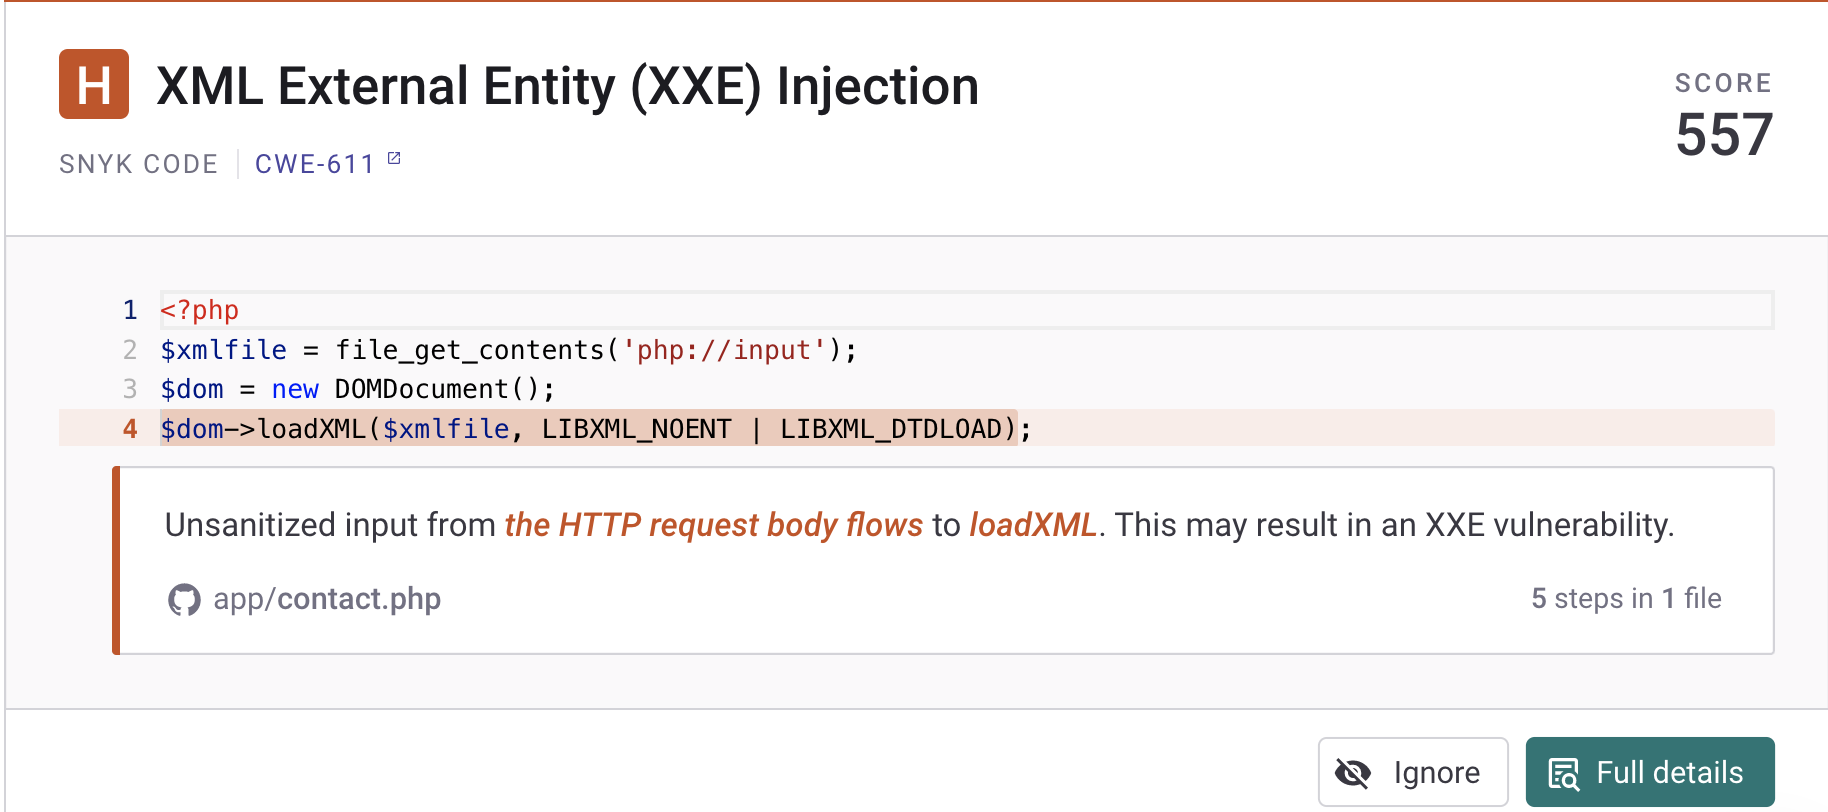 H XML External Entity (XXE) Injection
SCORE
557
SNYK CODE CWE-611
1 <?php
2 $xmlfile = file_get_contents('php://input');
3 $dom = new DOMDocument();
4 $dom->loadXML($xmlfile, LIBXML_NOENT | LIBXML_DTDLOAD);
Unsanitized input from the HTTP request body flows to loadXML. This may result in an XXE vulnerability.
app/contact.php 5 steps in 1 file
Ignore Full details